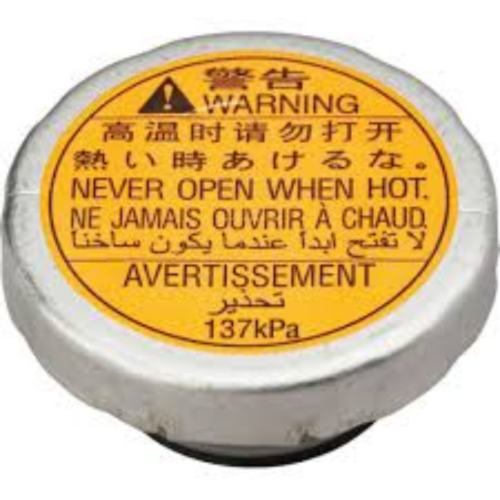 警告
WARNING
高温时请勿打开
熱い時あけるな。
NEVER OPEN WHEN HOT.
NE JAMAIS OUVRIR À CHAUD.
لا تفتح ابدأ عندما يكون ساخناً
AVERTISSEMENT
تحذير
137kPa